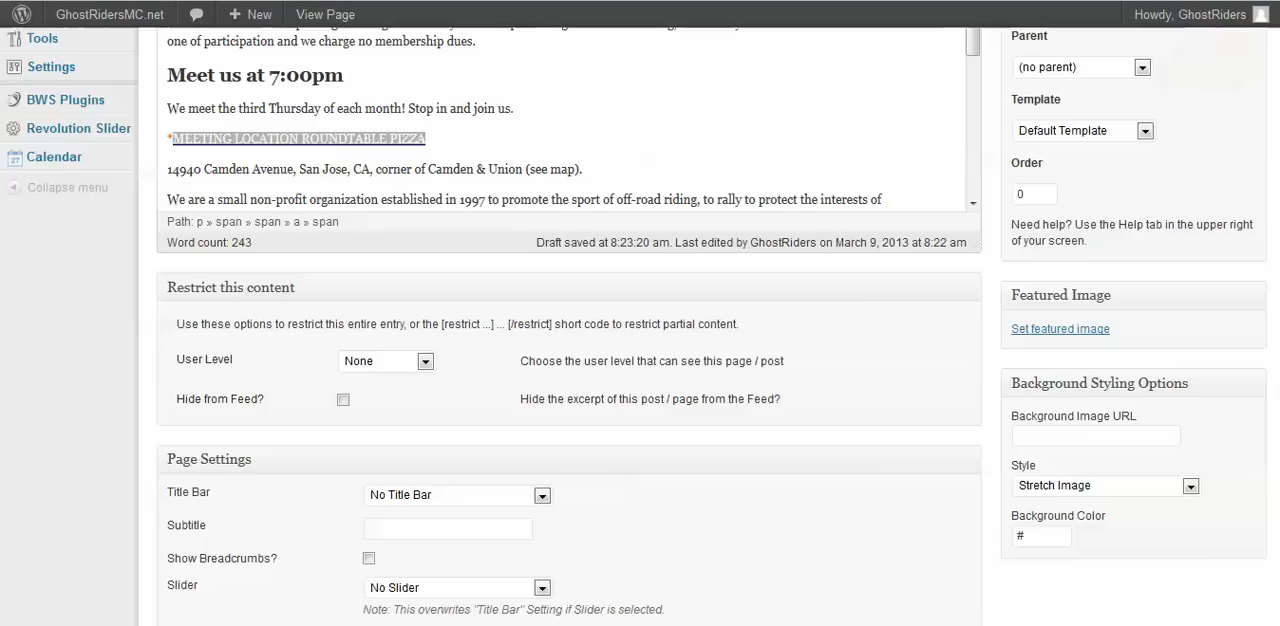 GhostRidersMC.net
+ New
View Page
Howdy, GhostRiders
Tools
Settings
BWS Plugins
Revolution Slider
Calendar
Collapse menu
one of participation and we charge no membership dues.
Meet us at 7:00pm
We meet the third Thursday of each month! Stop in and join us.
*MEETING LOCATION ROUNDTABLE PIZZA
14940 Camden Avenue, San Jose, CA, corner of Camden & Union (see map).
We are a small non-profit organization established in 1997 to promote the sport of off-road riding, to rally to protect the interests of
Path: p » span » span » a » span
Word count: 243
Draft saved at 8:23:20 am. Last edited by GhostRiders on March 9, 2013 at 8:22 am
Restrict this content
Use these options to restrict this entire entry, or the [restrict ...] ... [/restrict] short code to restrict partial content.
User Level
None
Choose the user level that can see this page / post
Hide from Feed?
Hide the excerpt of this post / page from the Feed?
Page Settings
Title Bar
No Title Bar
Subtitle
Show Breadcrumbs?
Slider
No Slider
Note: This overwrites "Title Bar" Setting if Slider is selected.
Parent
(no parent)
Template
Default Template
Order
0
Need help? Use the Help tab in the upper right
of your screen.
Featured Image
Set featured image
Background Styling Options
Background Image URL
Style
Stretch Image
Background Color
#